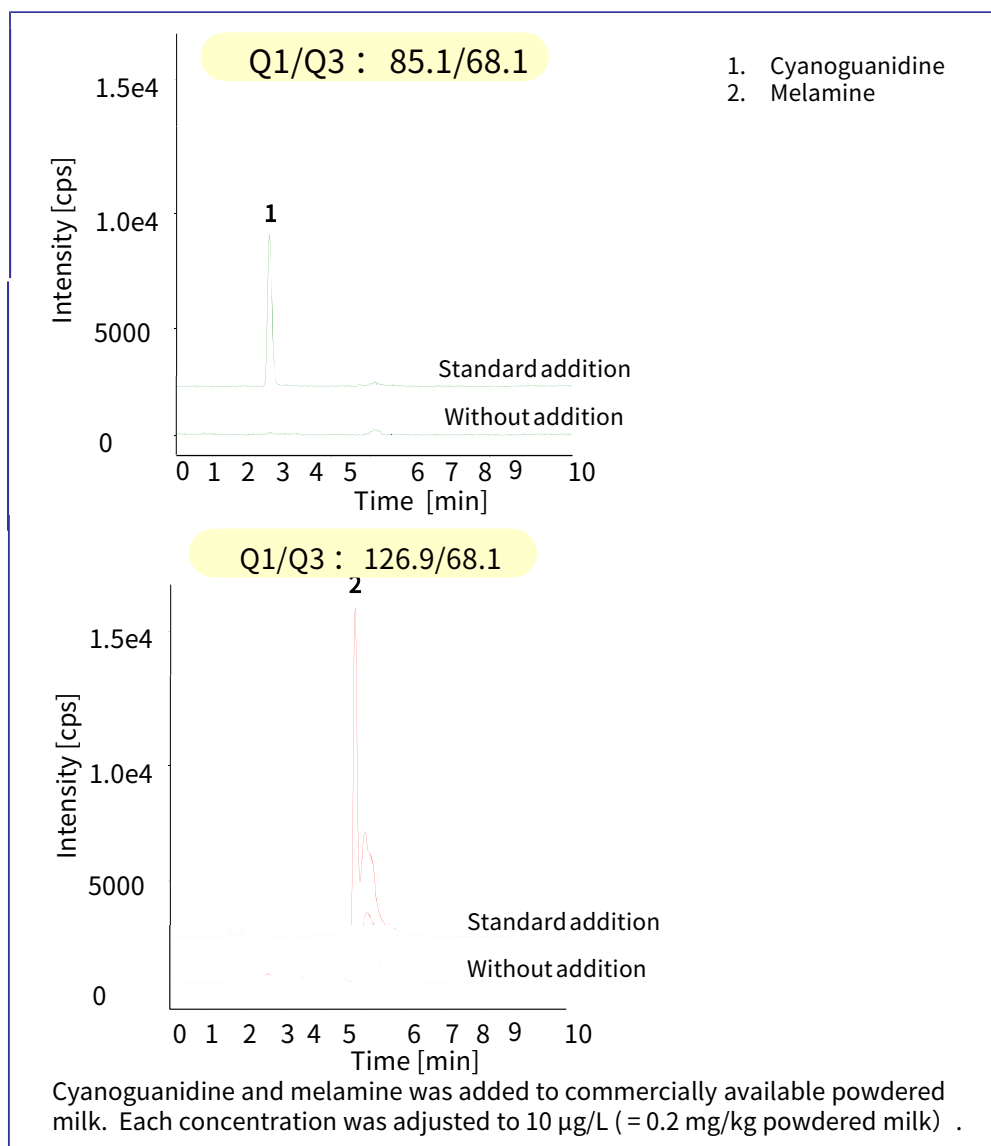 Q1/Q3： 85.1/68.1
1. Cyanoguanidine
2. Melamine
1.5e4
1.0e4
5000
0
Intensity [cps]
1
Standard addition
Without addition
0 1 2 3 4 5 6 7 8 9 10
Time [min]
Q1/Q3： 126.9/68.1
2
1.5e4
1.0e4
5000
0
Intensity [cps]
Standard addition
Without addition
0 1 2 3 4 5 6 7 8 9 10
Time [min]
Cyanoguanidine and melamine was added to commercially available powdered
milk. Each concentration was adjusted to 10 µg/L ( = 0.2 mg/kg powdered milk）.